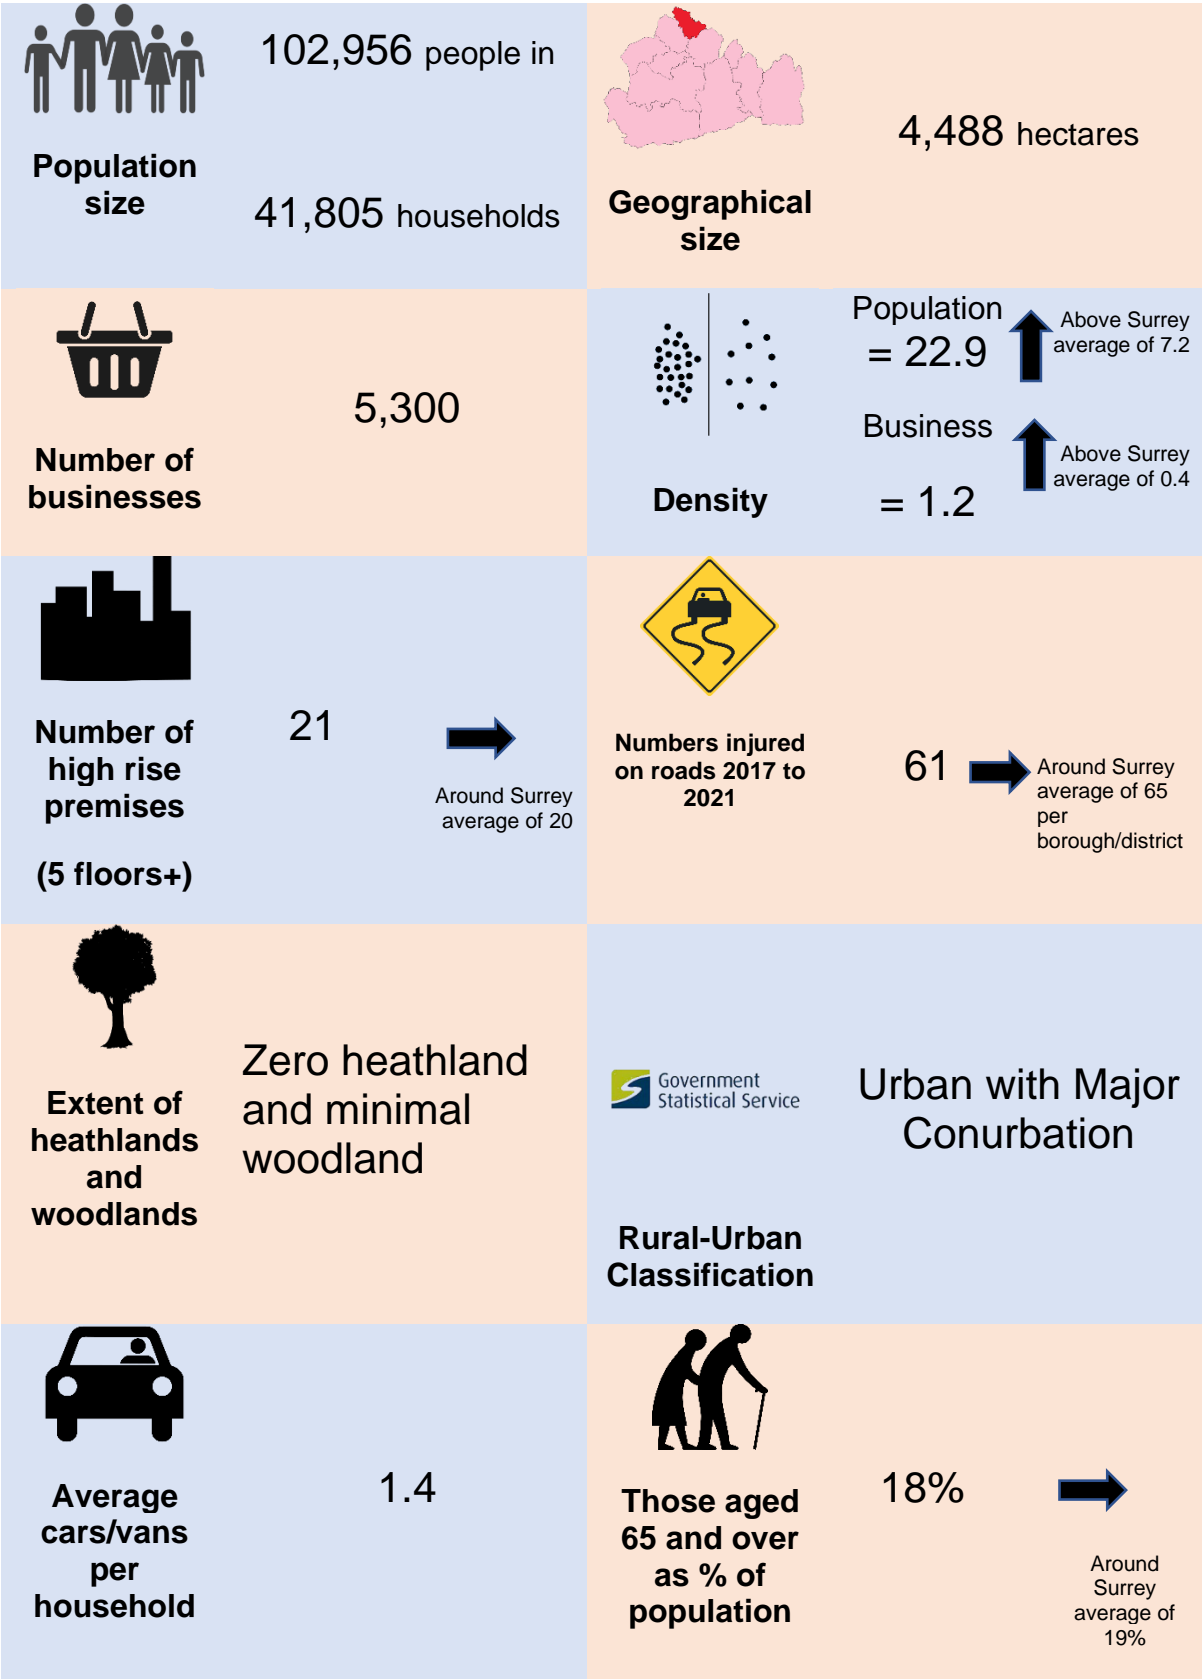 102,956 people in
Population
size
41,805 households
4,488 hectares
Geographical
size
Number of
businesses
5,300
Density
Population
= 22.9
Above Surrey
average of 7.2
Business
= 1.2
Above Surrey
average of 0.4
Number of
high rise
premises
(5 floors+)
21
Around Surrey
average of 20
Numbers injured
on roads 2017 to
2021
61
Around Surrey
average of 65
per
borough/district
Extent of
heathlands
and
woodlands
Zero heathland
and minimal
woodland
Government
Statistical Service
Rural-Urban
Classification
Urban with Major
Conurbation
Average
cars/vans
per
household
1.4
Those aged
65 and over
as % of
population
18%
Around
Surrey
average of
19%